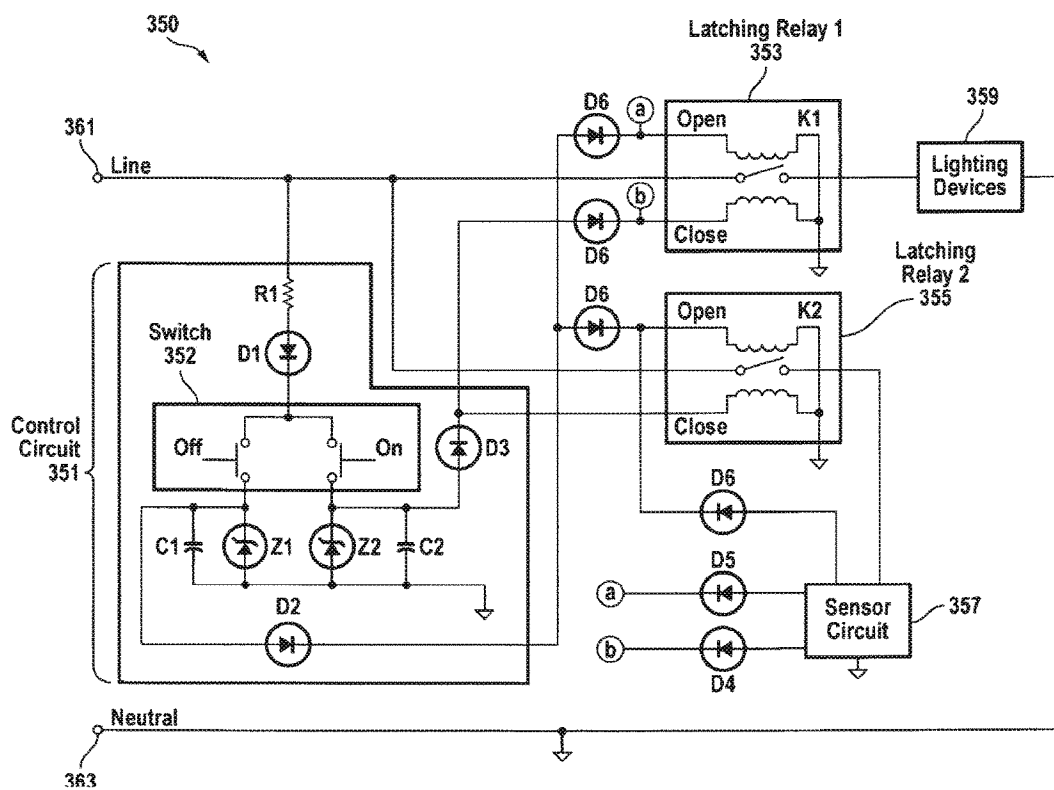 350
Latching Relay 1
353
361
Line
D6
a
Open
K1
359
Lighting
Devices
b
D6
Close
Latching
Relay 2
355
R1
D6
Open
K2
Switch
352
D1
Control
Circuit
351
Off
On
D3
Close
D6
C1
Z1
Z2
C2
D5
a
Sensor
Circuit
357
D2
b
D4
Neutral
363